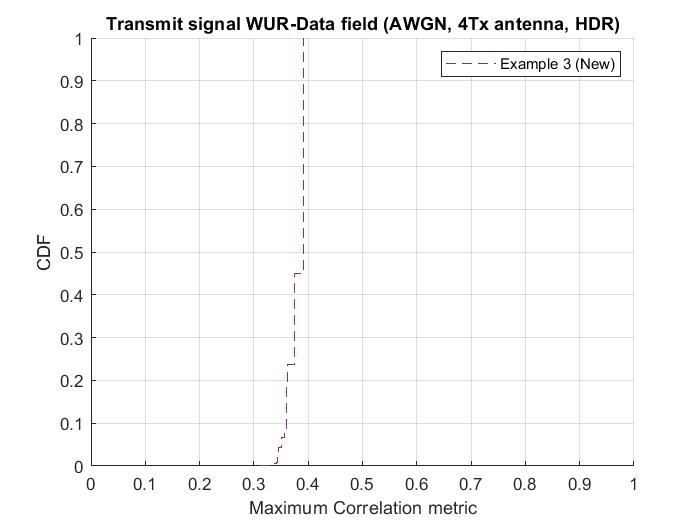 Transmit signal WUR-Data field (AWGN, 4Tx antenna, HDR)
Example 3 (New)
1
0.9
0.8
0.7
0.6
0.5
0.4
0.3
0.2
0.1
0
CDF
0 0.1 0.2 0.3 0.4 0.5 0.6 0.7 0.8 0.9 1
Maximum Correlation metric